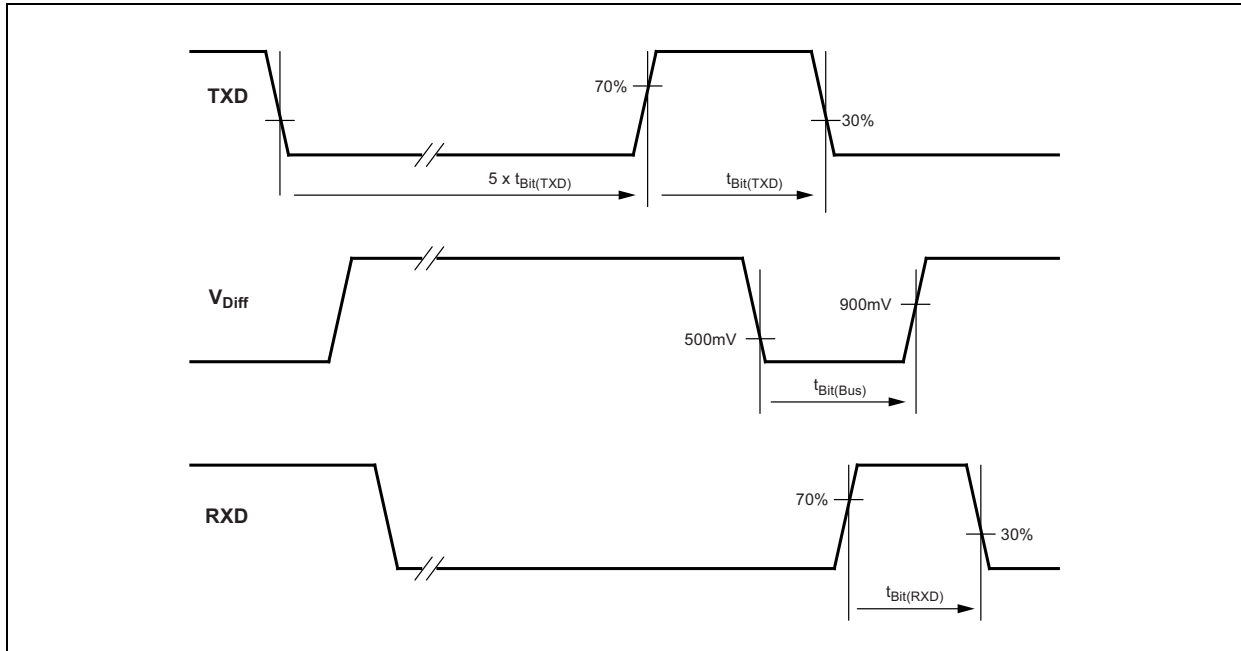 TXD
70%
30%
5 x tBit(TXD)
tBit(TXD)
VDiff
900mV
500mV
tBit(Bus)
RXD
70%
30%
tBit(RXD)